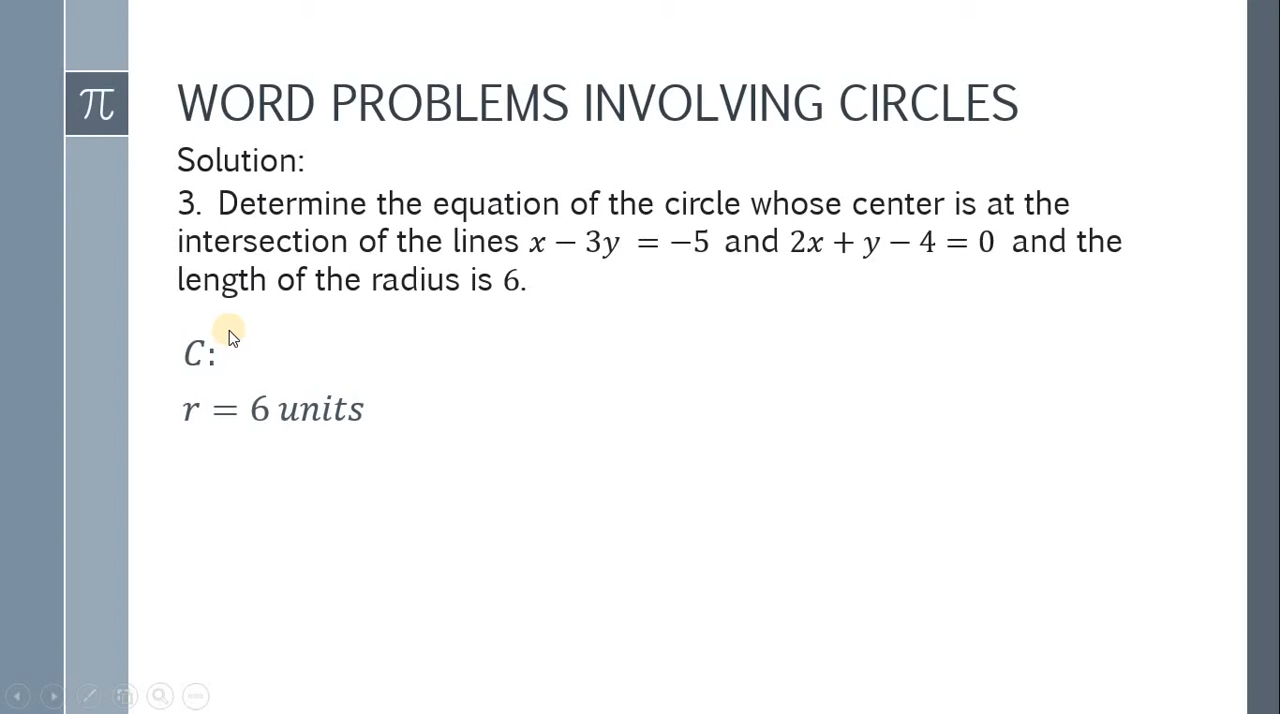 π
WORD PROBLEMS INVOLVING CIRCLES
Solution:
3. Determine the equation of the circle whose center is at the
intersection of the lines x − 3y = −5 and 2x + y − 4 = 0 and the
length of the radius is 6.
C:
r = 6 units